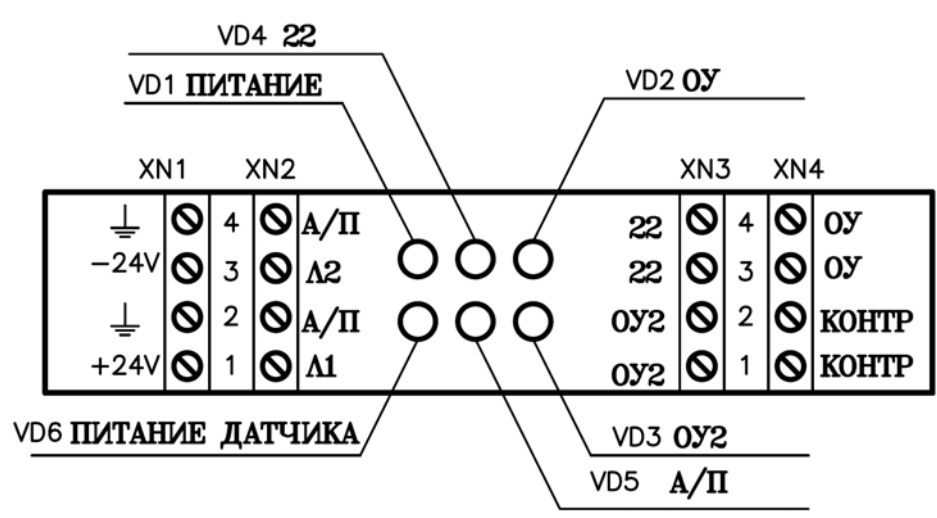 VD4 22
VD1 ПИТАНИЕ
VD2 ОУ
XN1 XN2 XN3 XN4
4 А/П 22 4 ОУ
−24V 3 Л2 22 3 ОУ
2 А/П ОУ2 2 КОНТР
+24V 1 Л1 ОУ2 1 КОНТР
VD6 ПИТАНИЕ ДАТЧИКА
VD3 ОУ2
VD5 А/П